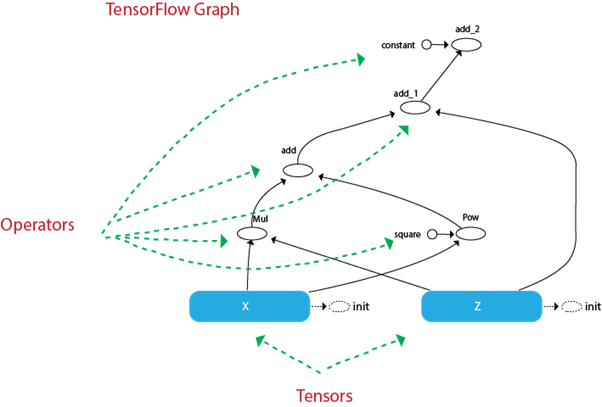 TensorFlow Graph
add_2
constant
add_1
add
Operators
Mul
Pow
square
X
init
Z
init
Tensors